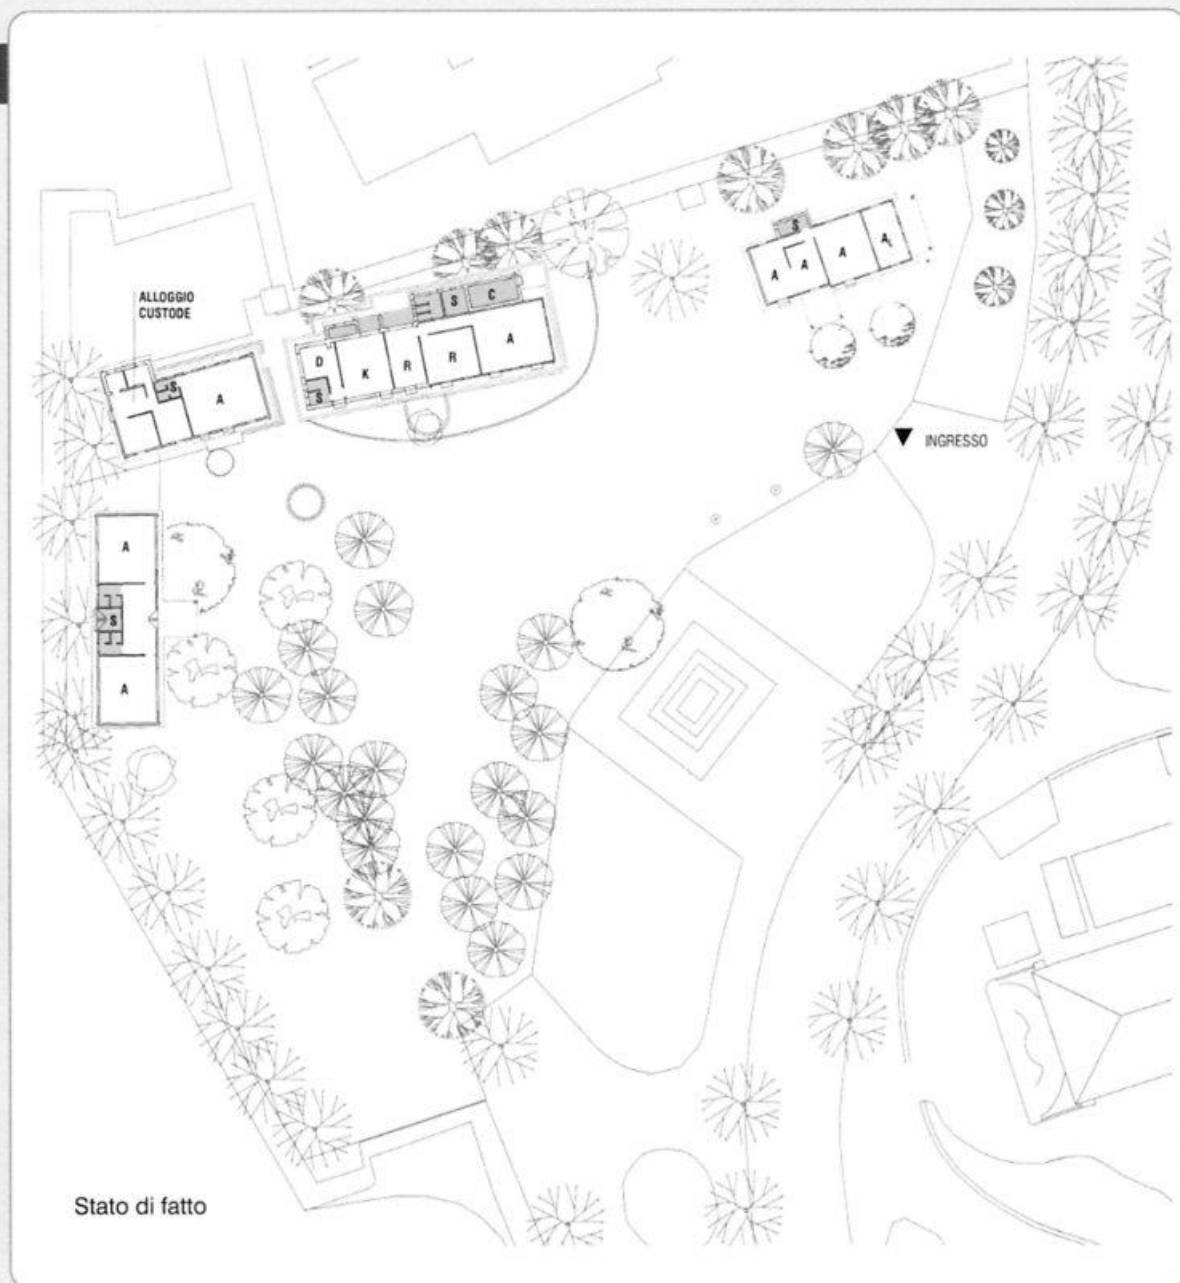 S
A A A A
ALLOGGIO
CUSTODE
S C
D K R R A
S
S
A
INGRESSO
A
S
A
Stato di fatto